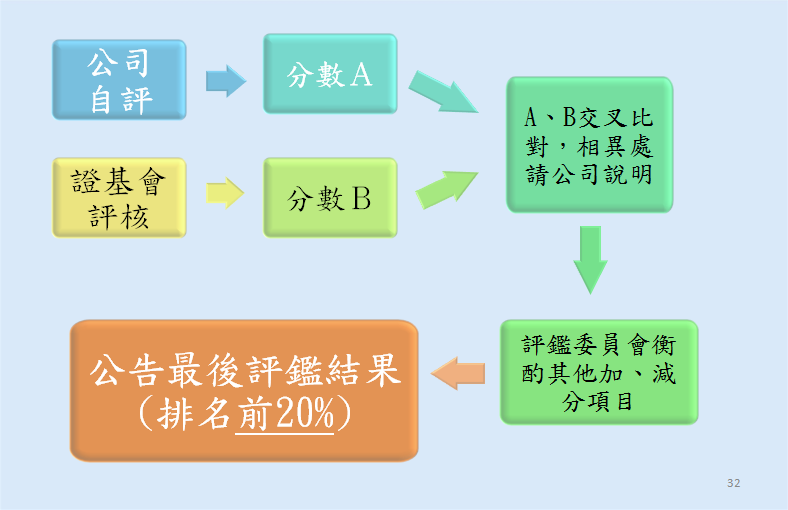 公司
自評
分數A
證基會
評核
分數B
A、B交叉比
對，相異處
請公司說明
評鑑委員會衡
酌其他加、減
分項目
公告最後評鑑結果
（排名前20%）
32